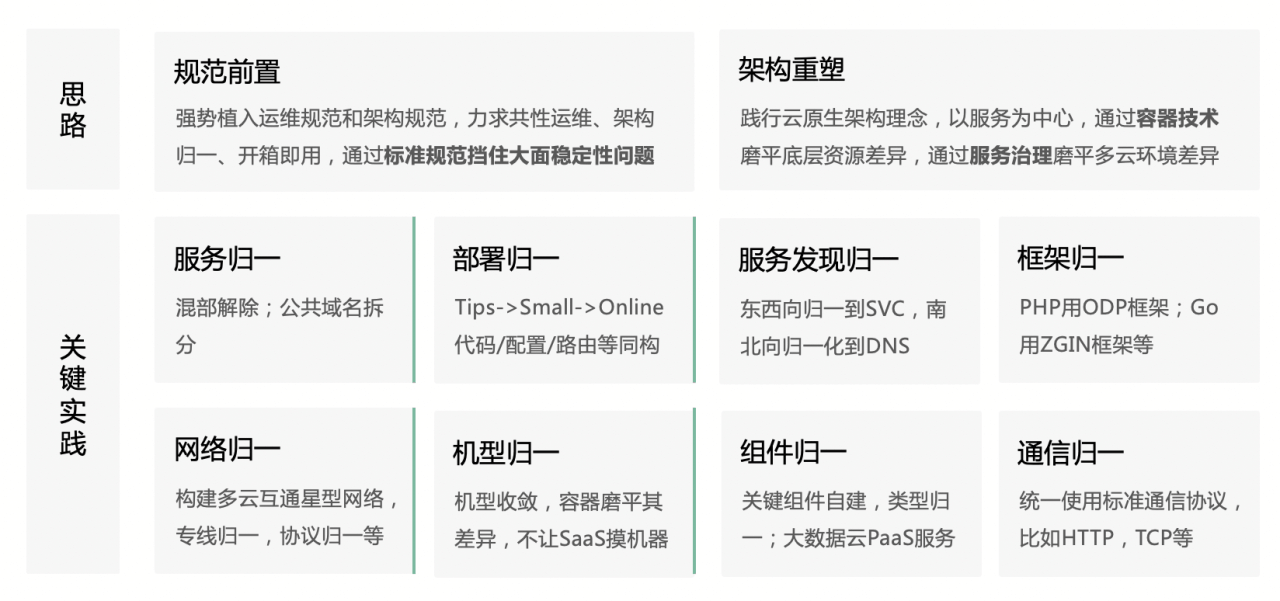 思路
规范前置
强势植入运维规范和架构规范，力求共性运维、架构
归一、开箱即用，通过标准规范挡住大面稳定性问题
架构重塑
践行云原生架构理念，以服务为中心，通过容器技术
磨平底层资源差异，通过服务治理磨平多云环境差异
关键实践
服务归一
混部解除；公共域名拆
分
部署归一
Tips->Small->Online
代码/配置/路由等同构
服务发现归一
东西向归一到SVC，南
北向归一化到DNS
框架归一
PHP用ODP框架；Go
用ZGIN框架等
网络归一
构建多云互通星型网络，
专线归一，协议归一等
机型归一
机型收敛，容器磨平其
差异，不让SaaS摸机器
组件归一
关键组件自建，类型归
一；大数据云PaaS服务
通信归一
统一使用标准通信协议，
比如HTTP，TCP等